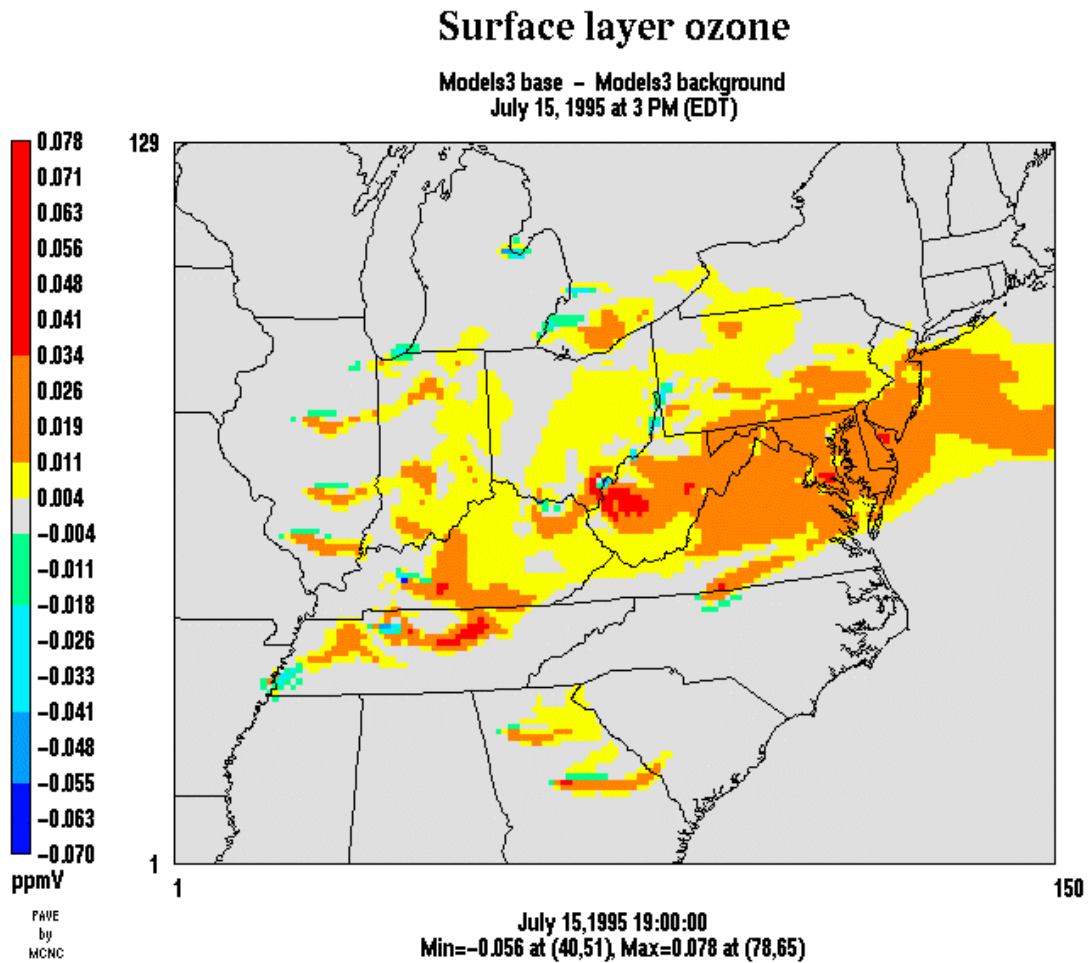 Surface layer ozone
Models3 base − Models3 background
July 15, 1995 at 3 PM (EDT)
0.078
0.071
0.063
0.056
0.048
0.041
0.034
0.026
0.019
0.011
0.004
−0.004
−0.011
−0.018
−0.026
−0.033
−0.041
−0.048
−0.055
−0.063
−0.070
ppmV
PAVE
by
MCNC
129
1
1
150
July 15,1995 19:00:00
Min=−0.056 at (40,51), Max=0.078 at (78,65)